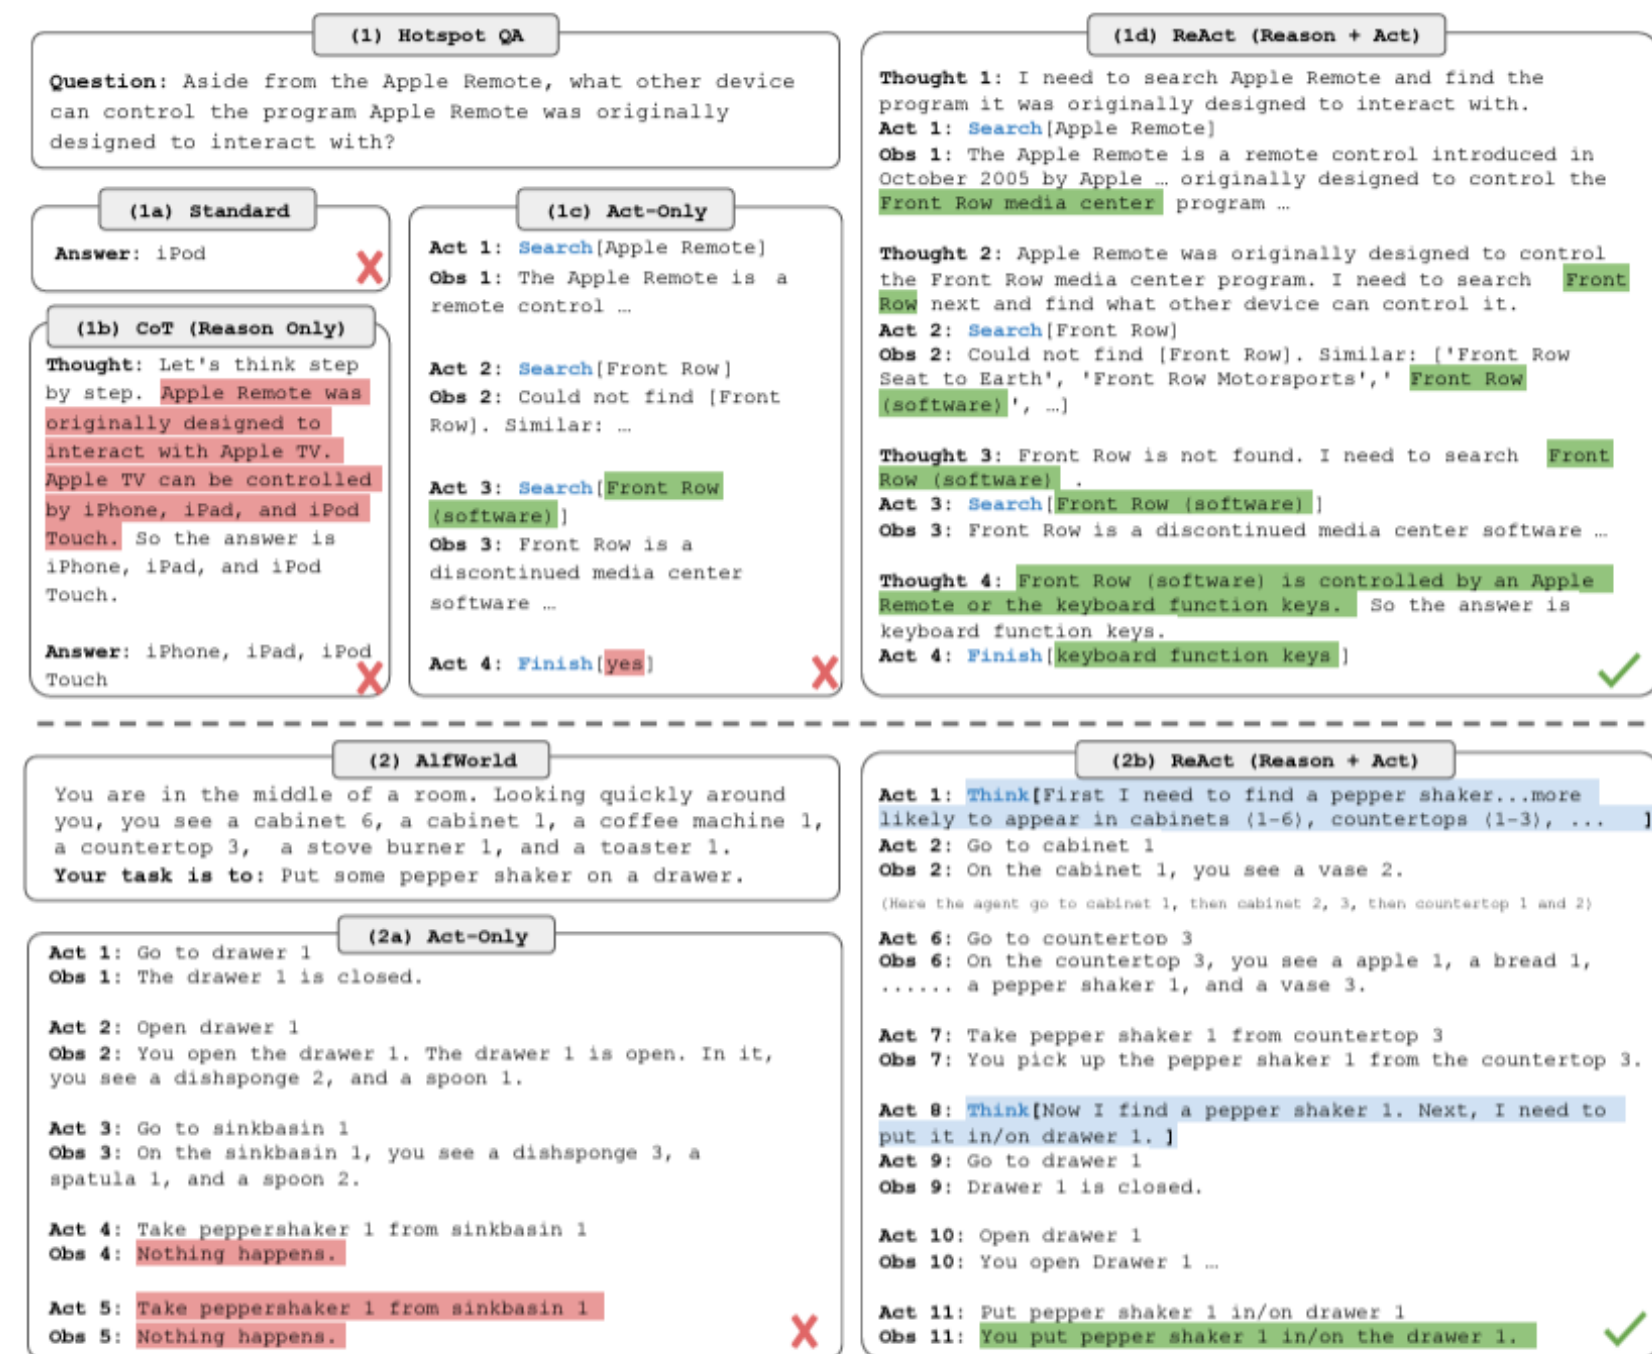 (1) Hotspot QA
Question: Aside from the Apple Remote, what other device
can control the program Apple Remote was originally
designed to interact with?
(1a) Standard
Answer: iPod
(1b) CoT (Reason Only)
Thought: Let's think step
by step. Apple Remote was
originally designed to
interact with Apple TV.
Apple TV can be controlled
by iPhone, iPad, and iPod
Touch. So the answer is
iPhone, iPad, and iPod
Touch.
Answer: iPhone, iPad, iPod
Touch
(1c) Act-Only
Act 1: Search[Apple Remote]
Obs 1: The Apple Remote is a
remote control …
Act 2: Search[Front Row]
Obs 2: Could not find [Front
Row]. Similar: …
Act 3: Search[Front Row
(software)]
Obs 3: Front Row is a
discontinued media center
software …
Act 4: Finish[yes]
(1d) ReAct (Reason + Act)
Thought 1: I need to search Apple Remote and find the
program it was originally designed to interact with.
Act 1: Search[Apple Remote]
Obs 1: The Apple Remote is a remote control introduced in
October 2005 by Apple … originally designed to control the
Front Row media center program …
Thought 2: Apple Remote was originally designed to control
the Front Row media center program. I need to search Front
Row next and find what other device can control it.
Act 2: Search[Front Row]
Obs 2: Could not find [Front Row]. Similar: ['Front Row
Seat to Earth', 'Front Row Motorsports',' Front Row
(software)', …]
Thought 3: Front Row is not found. I need to search Front
Row (software) .
Act 3: Search[Front Row (software)]
Obs 3: Front Row is a discontinued media center software …
Thought 4: Front Row (software) is controlled by an Apple
Remote or the keyboard function keys. So the answer is
keyboard function keys.
Act 4: Finish[keyboard function keys]
(2) AlfWorld
You are in the middle of a room. Looking quickly around
you, you see a cabinet 6, a cabinet 1, a coffee machine 1,
a countertop 3, a stove burner 1, and a toaster 1.
Your task is to: Put some pepper shaker on a drawer.
(2a) Act-Only
Act 1: Go to drawer 1
Obs 1: The drawer 1 is closed.
Act 2: Open drawer 1
Obs 2: You open the drawer 1. The drawer 1 is open. In it,
you see a dishsponge 2, and a spoon 1.
Act 3: Go to sinkbasin 1
Obs 3: On the sinkbasin 1, you see a dishsponge 3, a
spatula 1, and a spoon 2.
Act 4: Take peppershaker 1 from sinkbasin 1
Obs 4: Nothing happens.
Act 5: Take peppershaker 1 from sinkbasin 1
Obs 5: Nothing happens.
(2b) ReAct (Reason + Act)
Act 1: Think[First I need to find a pepper shaker...more
likely to appear in cabinets (1-6), countertops (1-3), ... ]
Act 2: Go to cabinet 1
Obs 2: On the cabinet 1, you see a vase 2.
(Here the agent go to cabinet 1, then cabinet 2, 3, then countertop 1 and 2)
Act 6: Go to countertop 3
Obs 6: On the countertop 3, you see a apple 1, a bread 1,
...... a pepper shaker 1, and a vase 3.
Act 7: Take pepper shaker 1 from countertop 3
Obs 7: You pick up the pepper shaker 1 from the countertop 3.
Act 8: Think[Now I find a pepper shaker 1. Next, I need to
put it in/on drawer 1. ]
Act 9: Go to drawer 1
Obs 9: Drawer 1 is closed.
Act 10: Open drawer 1
Obs 10: You open Drawer 1 …
Act 11: Put pepper shaker 1 in/on drawer 1
Obs 11: You put pepper shaker 1 in/on the drawer 1.